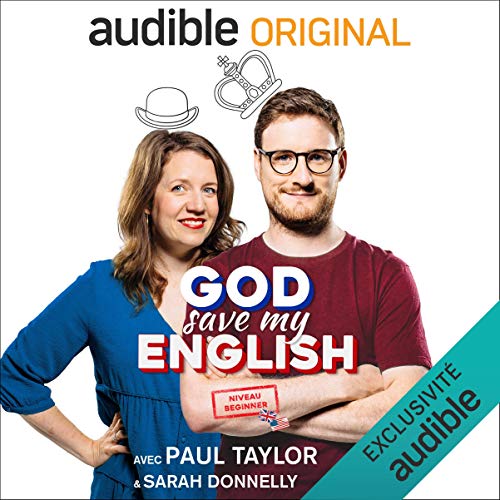 audible ORIGINAL
GOD
save my
ENGLISH
NIVEAU
BEGINNER
AVEC PAUL TAYLOR
& SARAH DONNELLY
EXCLUSIVITÉ
audible